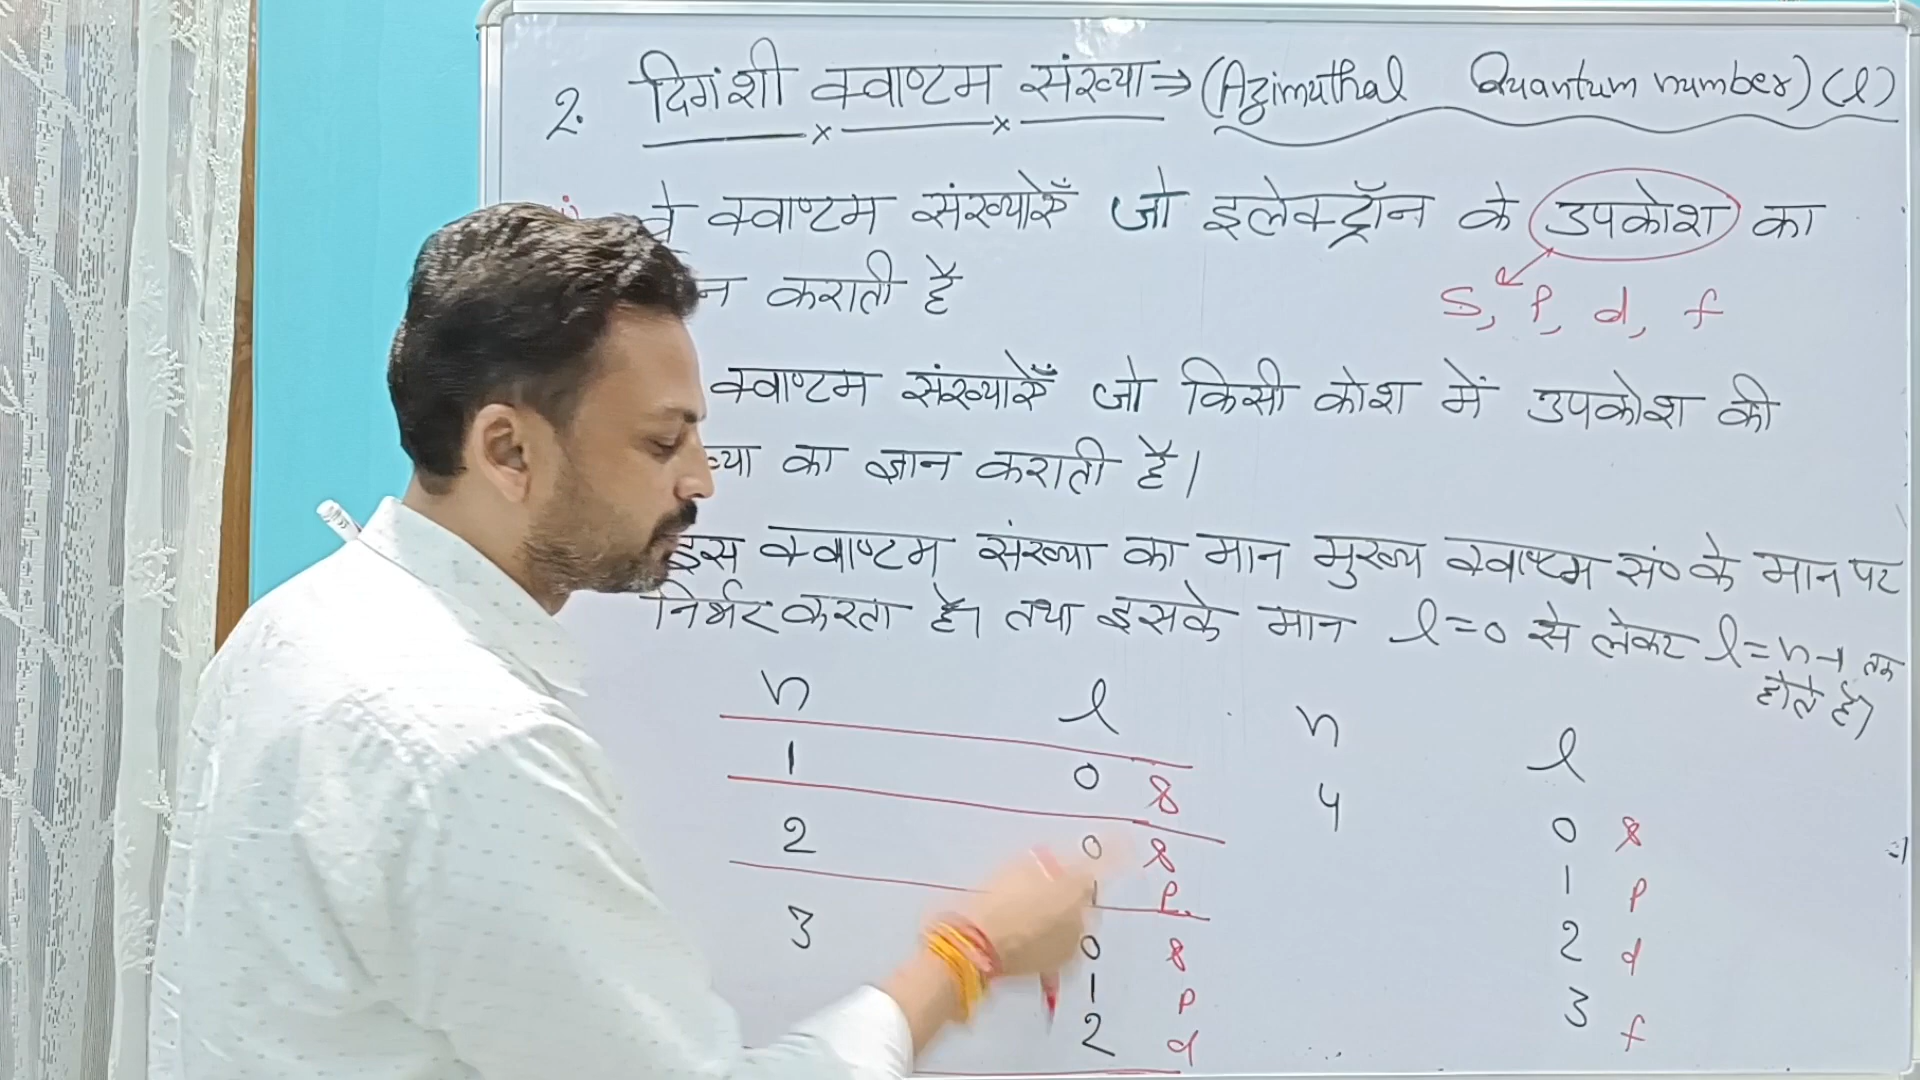 2. दिगंशी क्वाण्टम संख्या → (Azimuthal Quantum number) (l)
वे क्वाण्टम संख्याएँ जो इलेक्ट्रॉन के उपकोश का
न कराती है
s, p, d, f
क्वाण्टम संख्याएँ जो किसी कोश में उपकोश की
ख्या का ज्ञान कराती है।
इस क्वाण्टम संख्या का मान मुख्य क्वाण्टम सं० के मान पर
निर्भर करता है। तथा इसके मान l=0 से लेकर l=n-1 तक
होते हैं।
n l n l
1 0 s 4 0 s
2 0 s 1 p
1 p 2 d
3 0 s 3 f
1 p
2 d